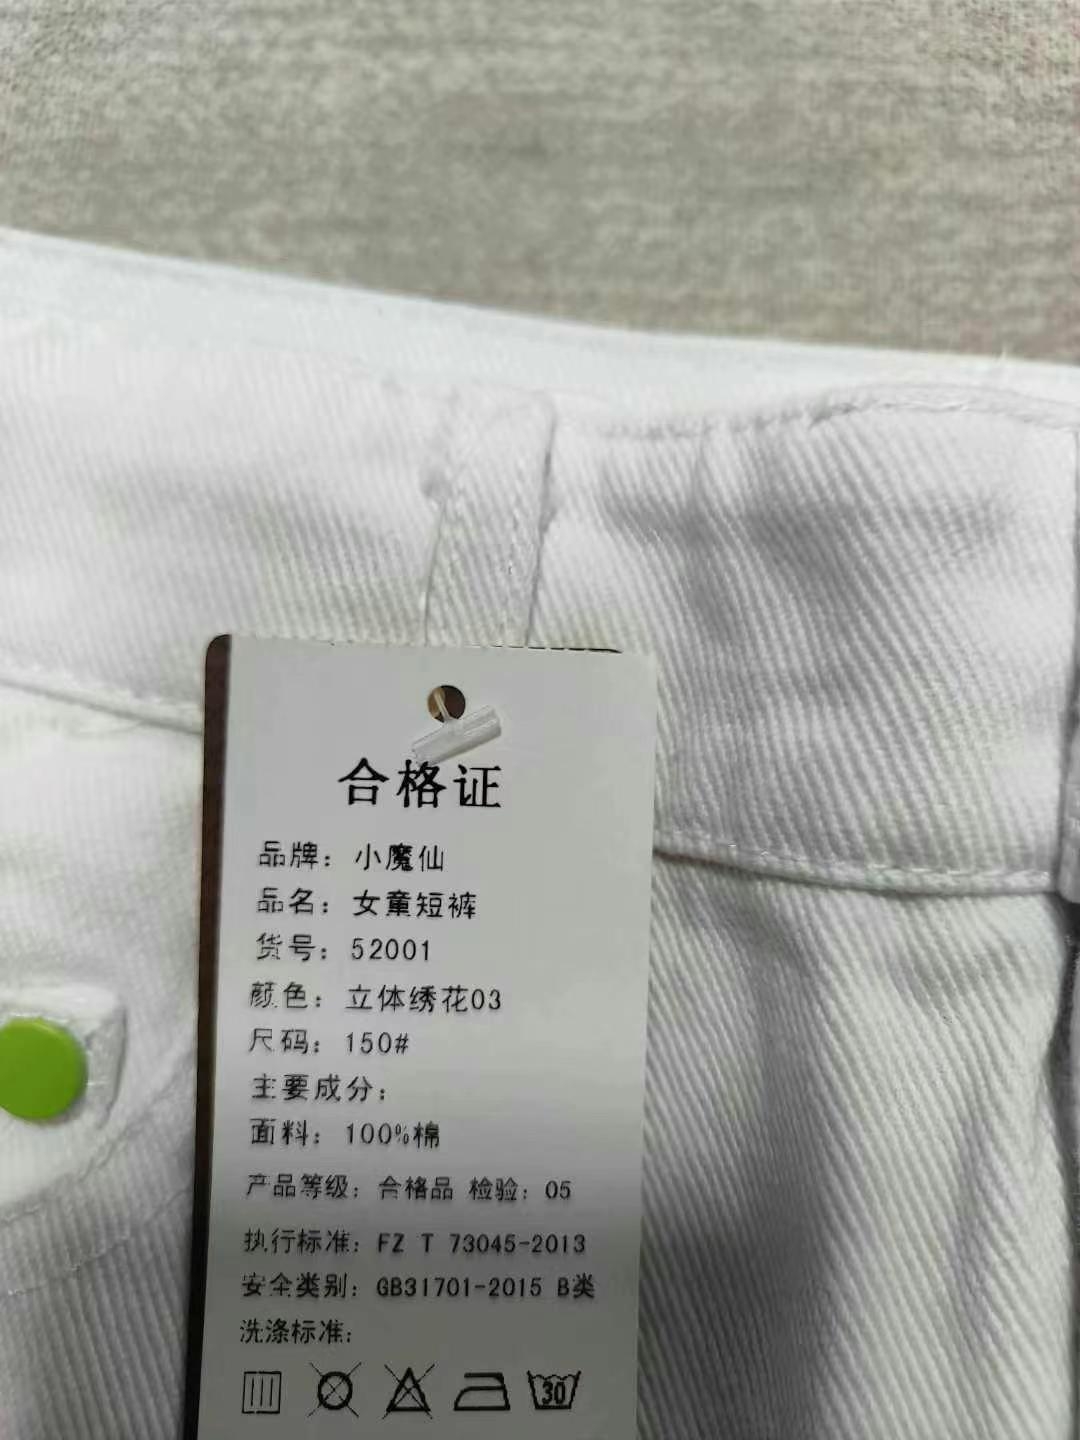 合格证
品牌：小魔仙
品名：女童短裤
货号：52001
颜色：立体绣花03
尺码：150#
主要成分：
面料：100%棉
产品等级：合格品 检验：05
执行标准：FZ T 73045-2013
安全类别：GB31701-2015 B类
洗涤标准：
30